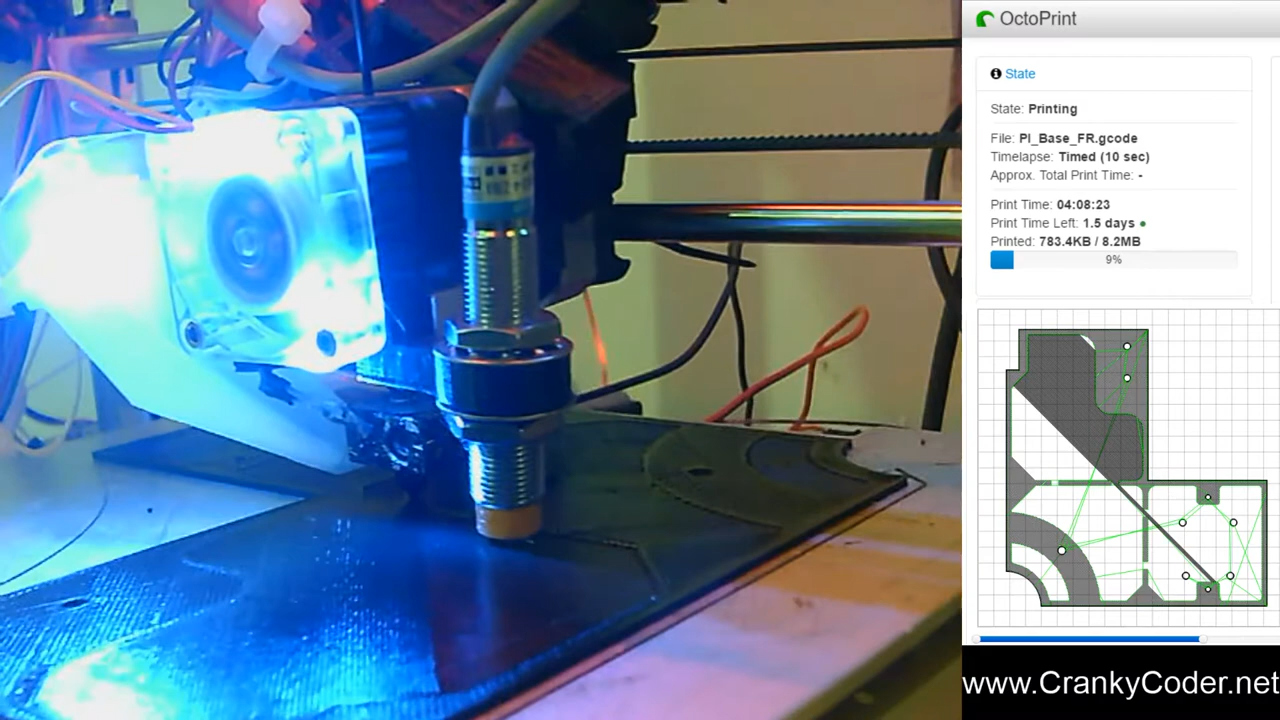 OctoPrint
State
State: Printing
File: PI_Base_FR.gcode
Timelapse: Timed (10 sec)
Approx. Total Print Time: -
Print Time: 04:08:23
Print Time Left: 1.5 days
Printed: 783.4KB / 8.2MB
9%
www.CrankyCoder.net